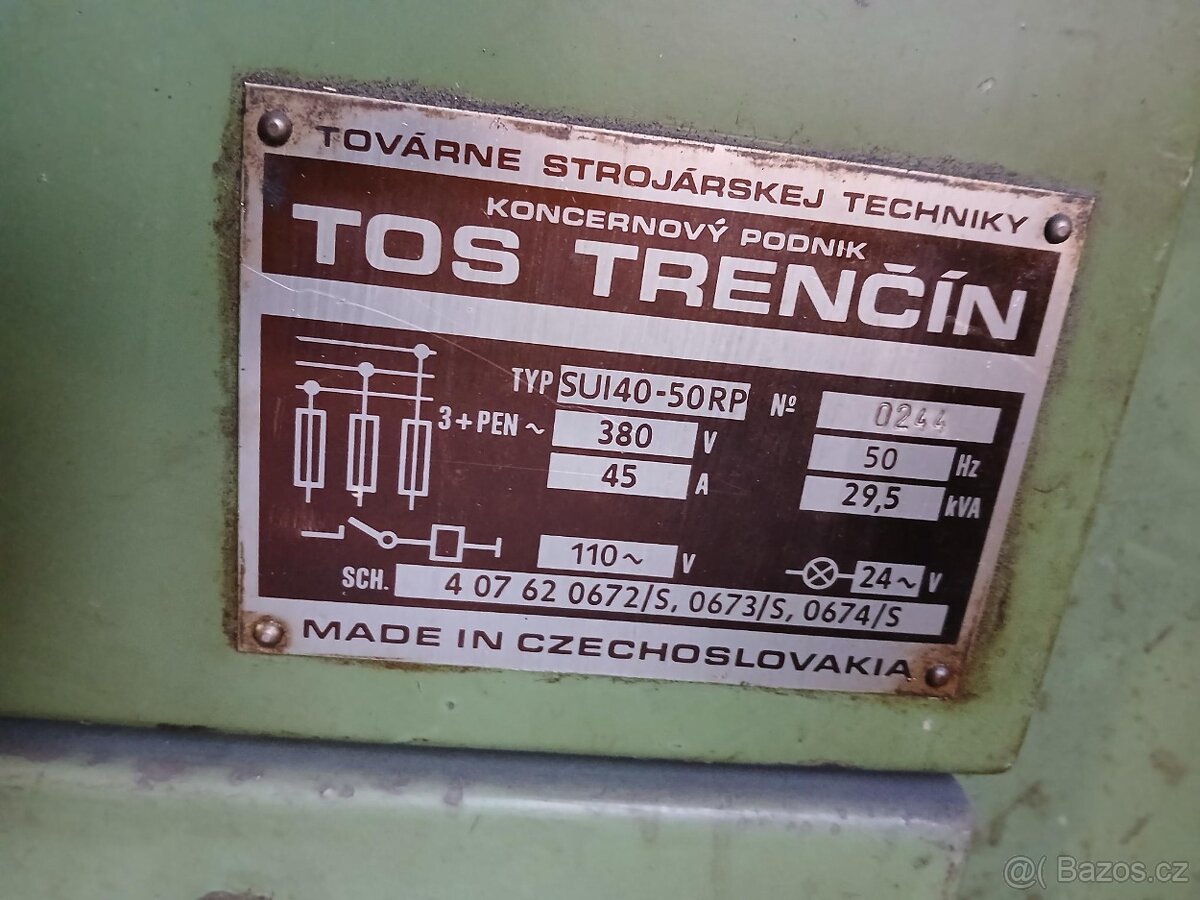 TOVÁRNE STROJÁRSKEJ TECHNIKY
KONCERNOVÝ PODNIK
TOS TRENČÍN
TYP SUI40-50RP Nº 0244
3+PEN ~ 380 V 50 Hz
45 A 29,5 kVA
110~ V 24~ V
SCH. 4 07 62 0672/S, 0673/S, 0674/S
MADE IN CZECHOSLOVAKIA
@( Bazos.cz